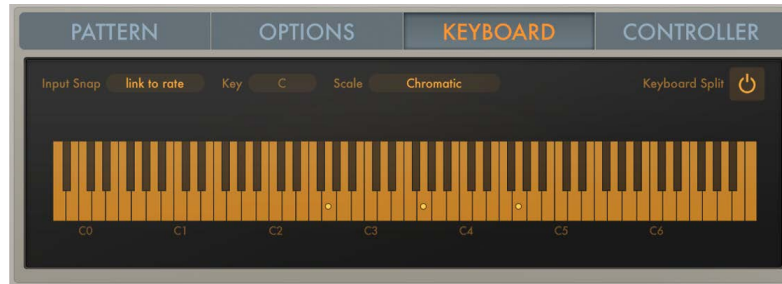 PATTERN OPTIONS KEYBOARD CONTROLLER
Input Snap link to rate Key C Scale Chromatic Keyboard Split
C0 C1 C2 C3 C4 C5 C6